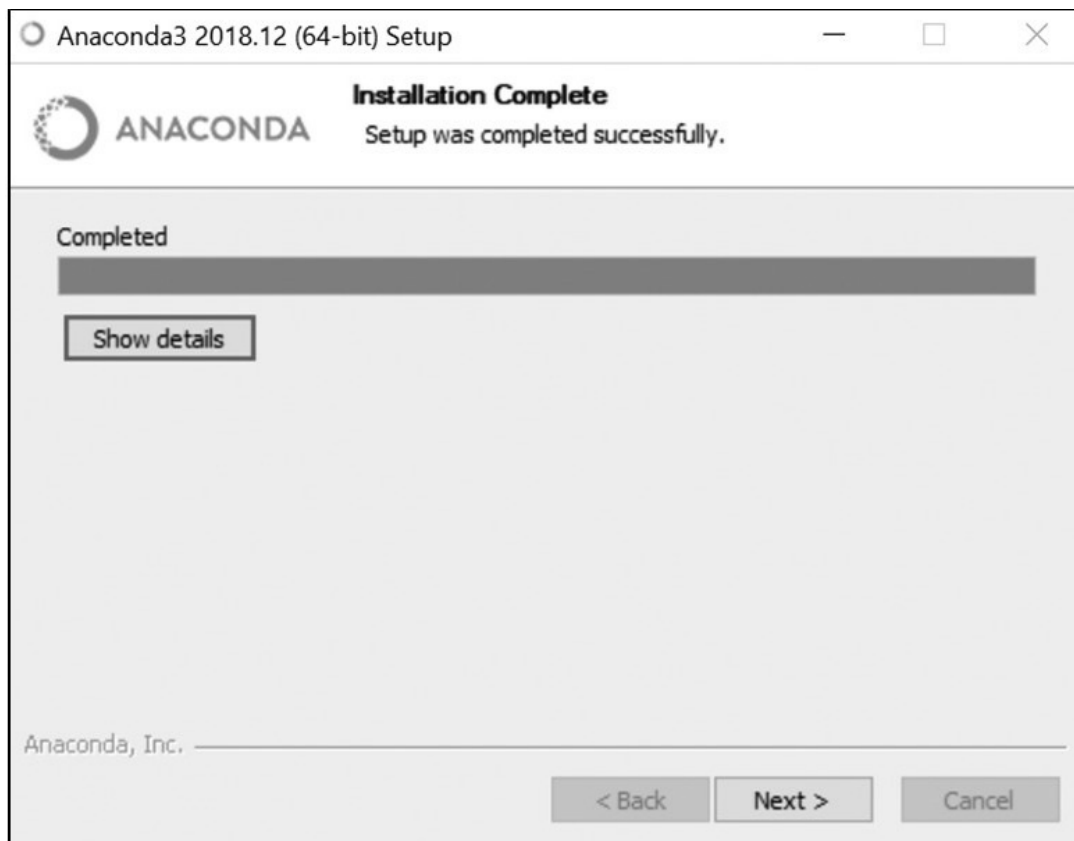 Anaconda3 2018.12 (64-bit) Setup
ANACONDA
Installation Complete
Setup was completed successfully.
Completed
Show details
Anaconda, Inc.
< Back
Next >
Cancel